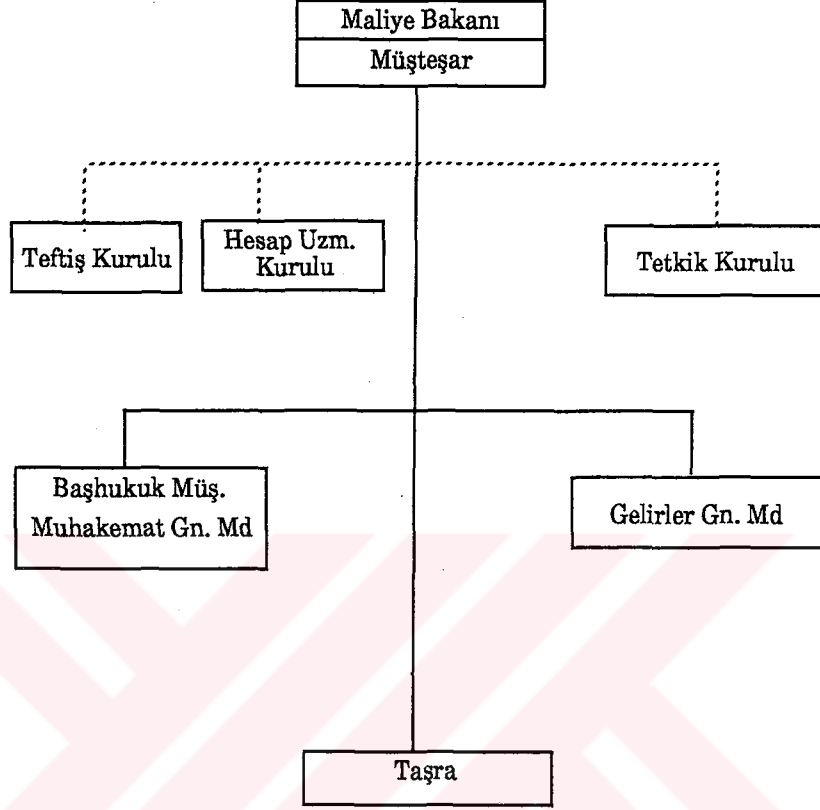 Maliye Bakanı
Müşteşar
Teftiş Kurulu
Hesap Uzm.
Kurulu
Tetkik Kurulu
Başhukuk Müş.
Muhakemat Gn. Md
Gelirler Gn. Md
Taşra